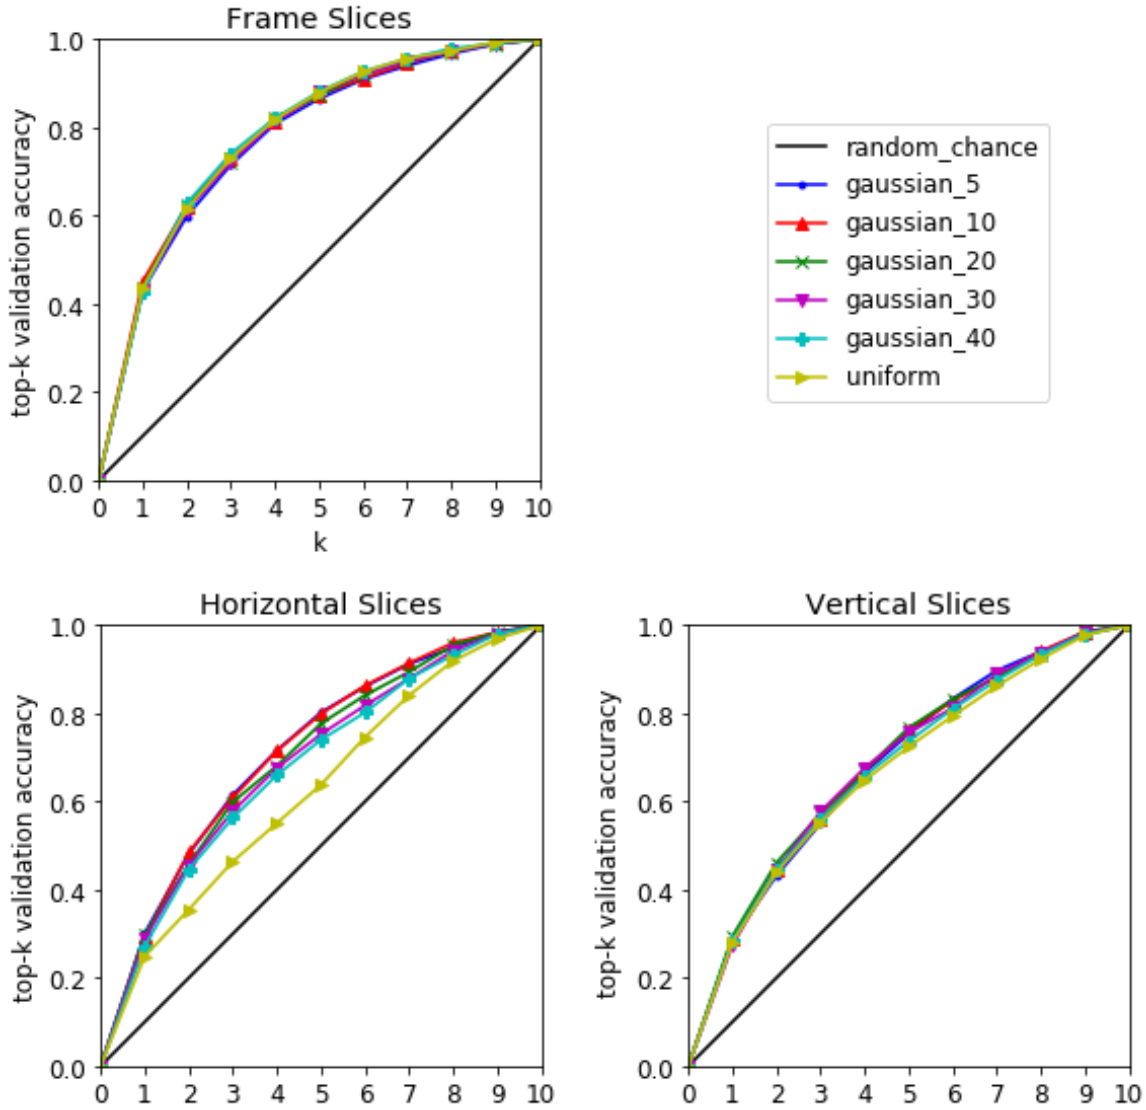 Frame Slices
top-k validation accuracy
1.0
0.8
0.6
0.4
0.2
0.0
0 1 2 3 4 5 6 7 8 9 10
k
random_chance
gaussian_5
gaussian_10
gaussian_20
gaussian_30
gaussian_40
uniform
Horizontal Slices
top-k validation accuracy
1.0
0.8
0.6
0.4
0.2
0.0
0 1 2 3 4 5 6 7 8 9 10
Vertical Slices
top-k validation accuracy
1.0
0.8
0.6
0.4
0.2
0.0
0 1 2 3 4 5 6 7 8 9 10